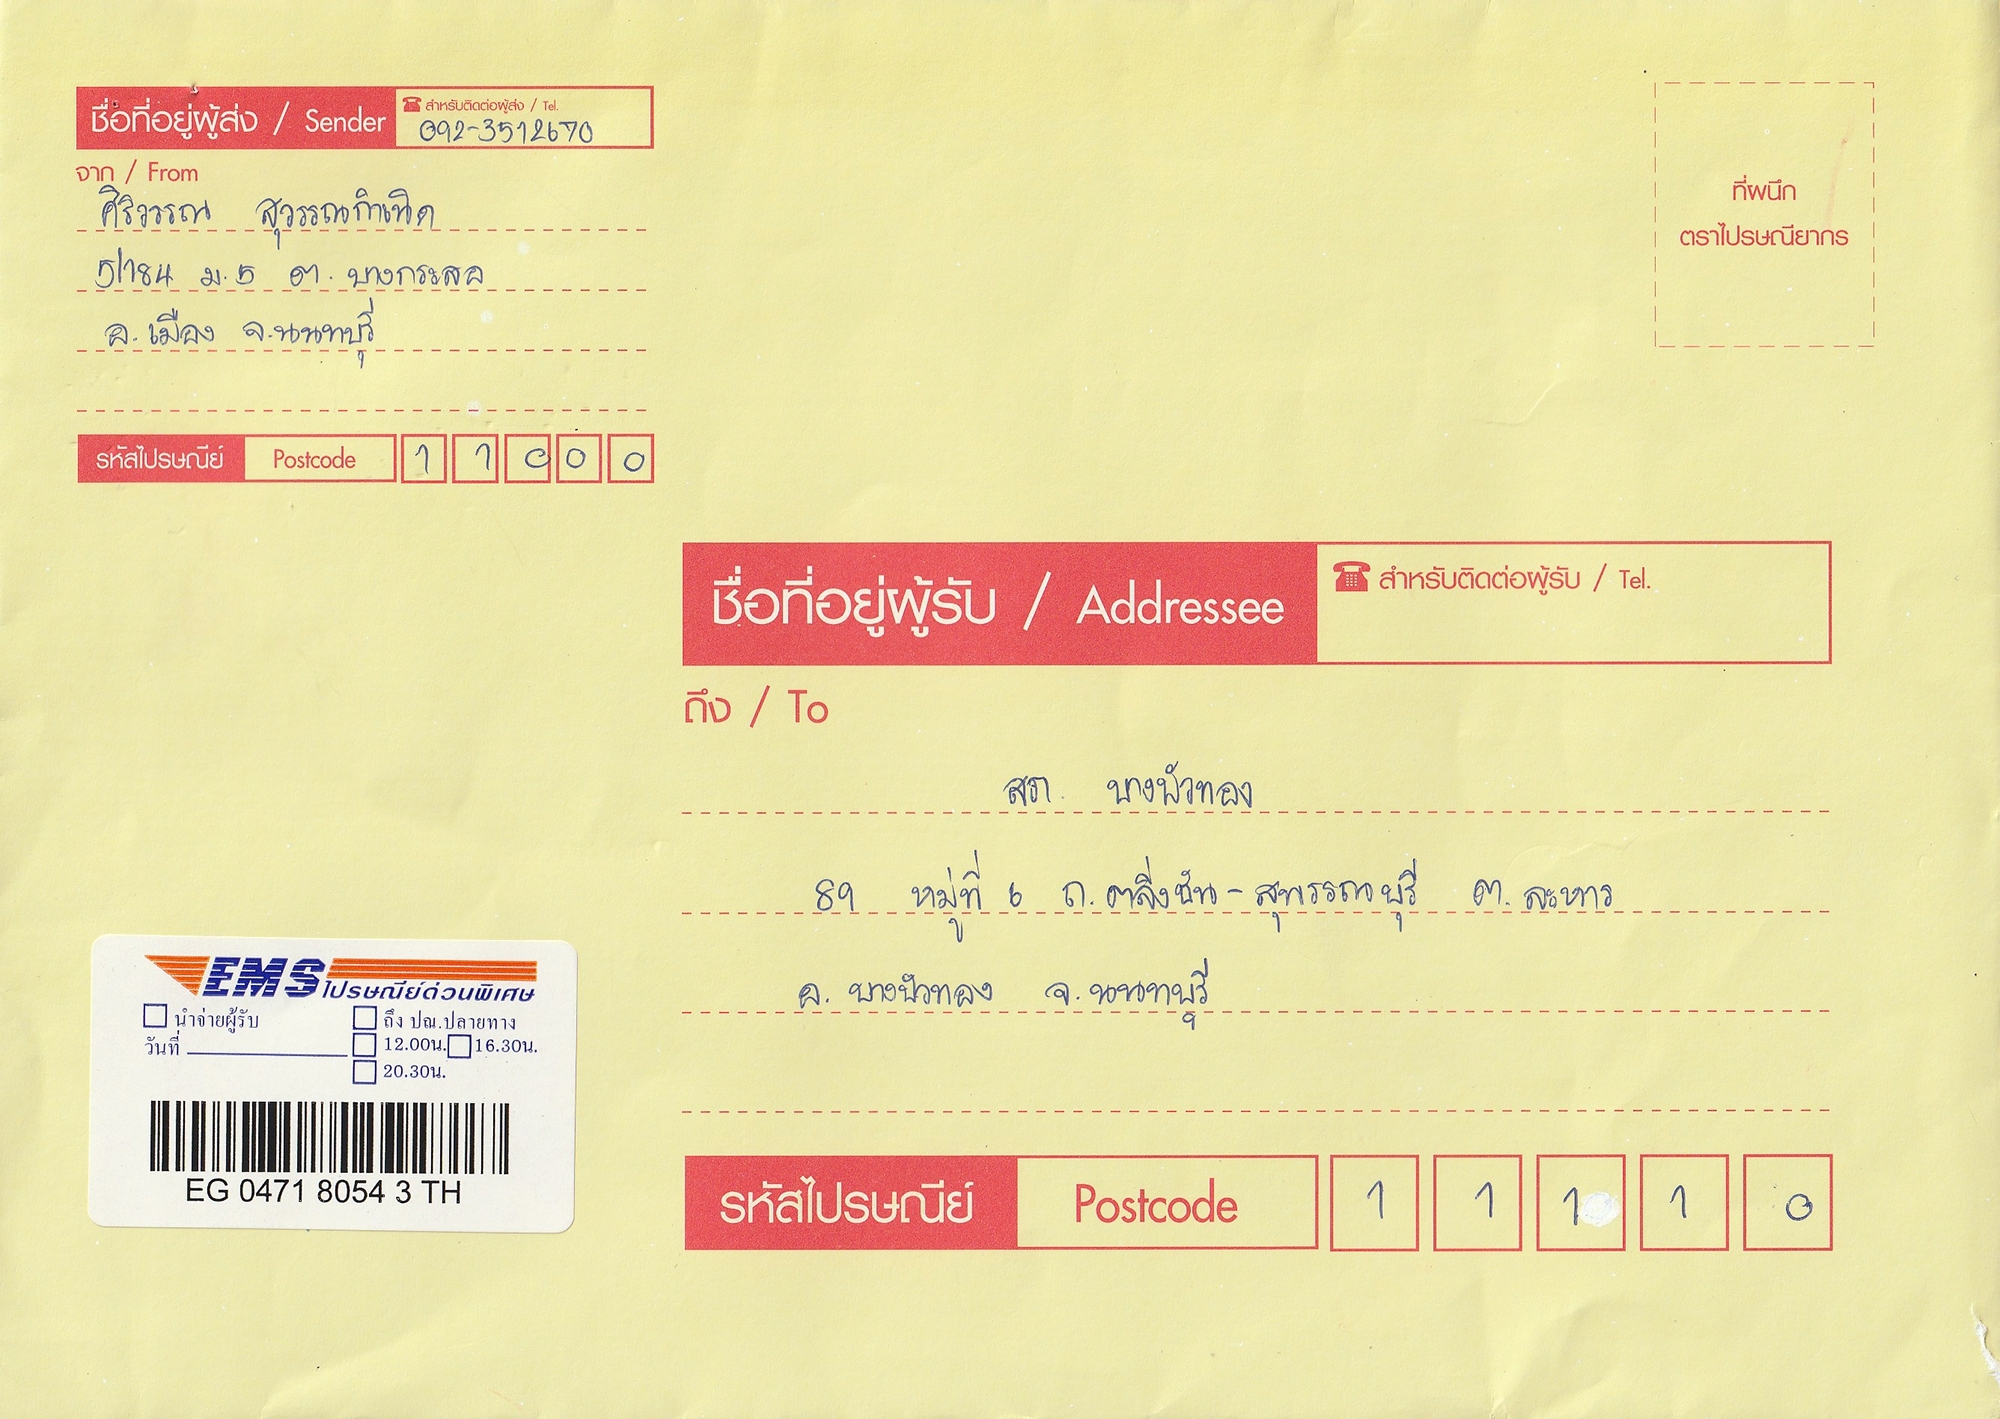 ชื่อที่อยู่ผู้ส่ง / Sender
สำหรับติดต่อผู้ส่ง / Tel.
092-3512670
จาก / From
ศิริวรรณ สุวรรณกำเนิด
5/184 ม.5 ต. บางกระสอ
อ.เมือง จ.นนทบุรี
รหัสไปรษณีย์ Postcode 1 1 0 0 0
ที่ผนึก
ตราไปรษณียากร
ชื่อที่อยู่ผู้รับ / Addressee
สำหรับติดต่อผู้รับ / Tel.
ถึง / To
สภ. บางบัวทอง
89 หมู่ที่ 6 ถ.ตลิ่งชัน-สุพรรณบุรี ต. ละหาร
อ. บางบัวทอง จ.นนทบุรี
รหัสไปรษณีย์ Postcode 1 1 1 1 0
EMS ไปรษณีย์ด่วนพิเศษ
นำจ่ายผู้รับ ถึง ปณ.ปลายทาง
วันที่ 12.00น. 16.30น.
20.30น.
EG 0471 8054 3 TH